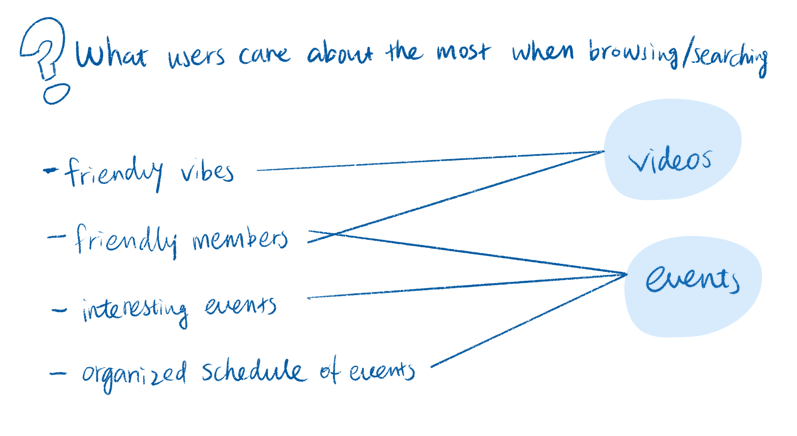 ? What users care about the most when browsing/searching
- friendly vibes
- friendly members
- interesting events
- organized schedule of events
videos
events